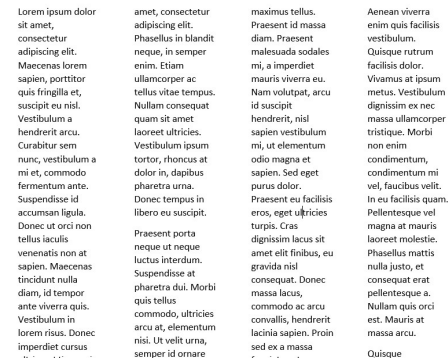 Lorem ipsum dolor
sit amet,
consectetur
adipiscing elit.
Maecenas lorem
sapien, porttitor
quis fringilla et,
suscipit eu nisl.
Vestibulum a
hendrerit arcu.
Curabitur sem
nunc, vestibulum a
mi et, commodo
fermentum ante.
Suspendisse id
accumsan ligula.
Donec ut orci non
tellus iaculis
venenatis non at
sapien. Maecenas
tincidunt nulla
diam, id tempor
ante viverra quis.
Vestibulum in
lorem risus. Donec
imperdiet cursus
amet, consectetur
adipiscing elit.
Phasellus in blandit
neque, in semper
enim. Etiam
ullamcorper ac
tellus vitae tempus.
Nullam consequat
quam sit amet
laoreet ultricies.
Vestibulum ipsum
tortor, rhoncus at
dolor in, dapibus
pharetra urna.
Donec tempus in
libero eu suscipit.
Praesent porta
neque ut neque
luctus interdum.
Suspendisse at
pharetra dui. Morbi
quis tellus
commodo, ultricies
arcu at, elementum
nisi. Ut velit urna,
semper id ornare
maximus tellus.
Praesent id massa
diam. Praesent
malesuada sodales
mi, a imperdiet
mauris viverra eu.
Nam volutpat, arcu
id suscipit
hendrerit, nisl
sapien vestibulum
mi, ut elementum
odio magna et
sapien. Sed eget
purus dolor.
Praesent eu facilisis
eros, eget ultricies
turpis. Cras
dignissim lacus sit
amet elit finibus, eu
gravida nisl
consequat. Donec
massa lacus,
commodo ac arcu
convallis, hendrerit
lacinia sapien. Proin
sed ex a massa
Aenean viverra
enim quis facilisis
vestibulum.
Quisque rutrum
facilisis dolor.
Vivamus at ipsum
metus. Vestibulum
dignissim ex nec
massa ullamcorper
tristique. Morbi
non enim
condimentum,
condimentum mi
vel, faucibus velit.
In eu facilisis quam.
Pellentesque vel
magna at mauris
laoreet molestie.
Phasellus mattis
nulla justo, et
consequat erat
pellentesque a.
Nullam quis orci
est. Mauris at
massa arcu.
Quisque